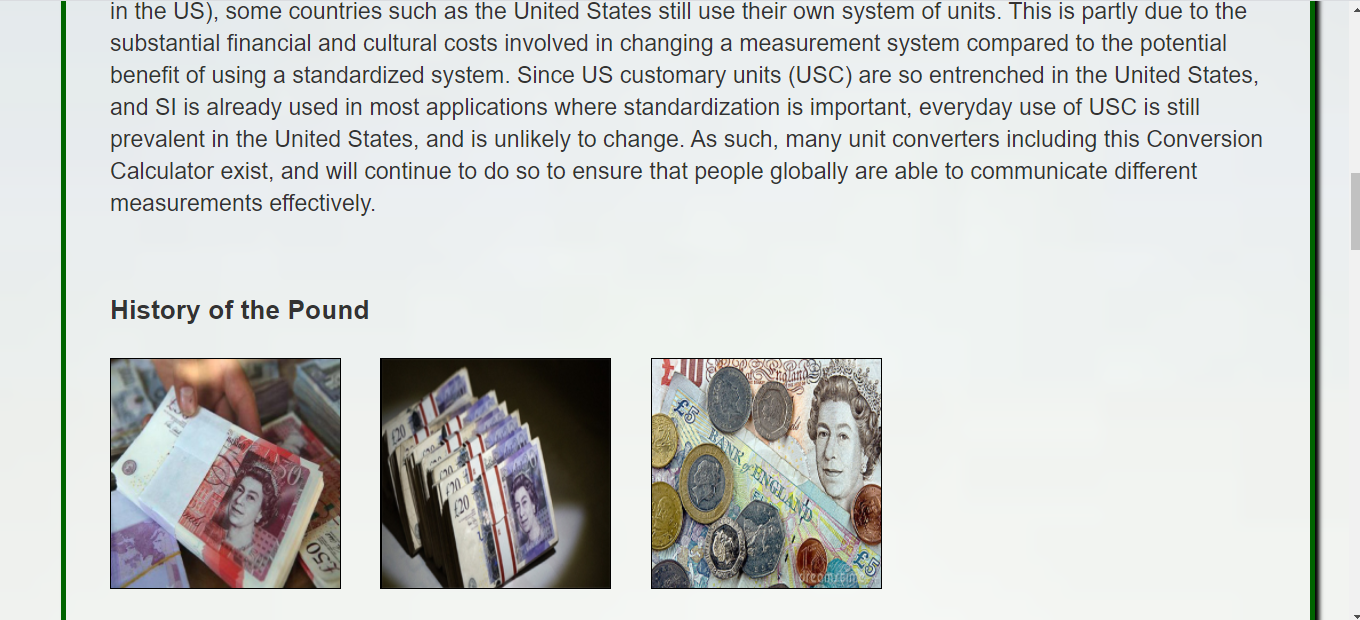 in the US), some countries such as the United States still use their own system of units. This is partly due to the
substantial financial and cultural costs involved in changing a measurement system compared to the potential
benefit of using a standardized system. Since US customary units (USC) are so entrenched in the United States,
and SI is already used in most applications where standardization is important, everyday use of USC is still
prevalent in the United States, and is unlikely to change. As such, many unit converters including this Conversion
Calculator exist, and will continue to do so to ensure that people globally are able to communicate different
measurements effectively.
History of the Pound
£50
£50
£20
£20
£20
£10
£5
BANK of ENGLAND
£5
dreamstime